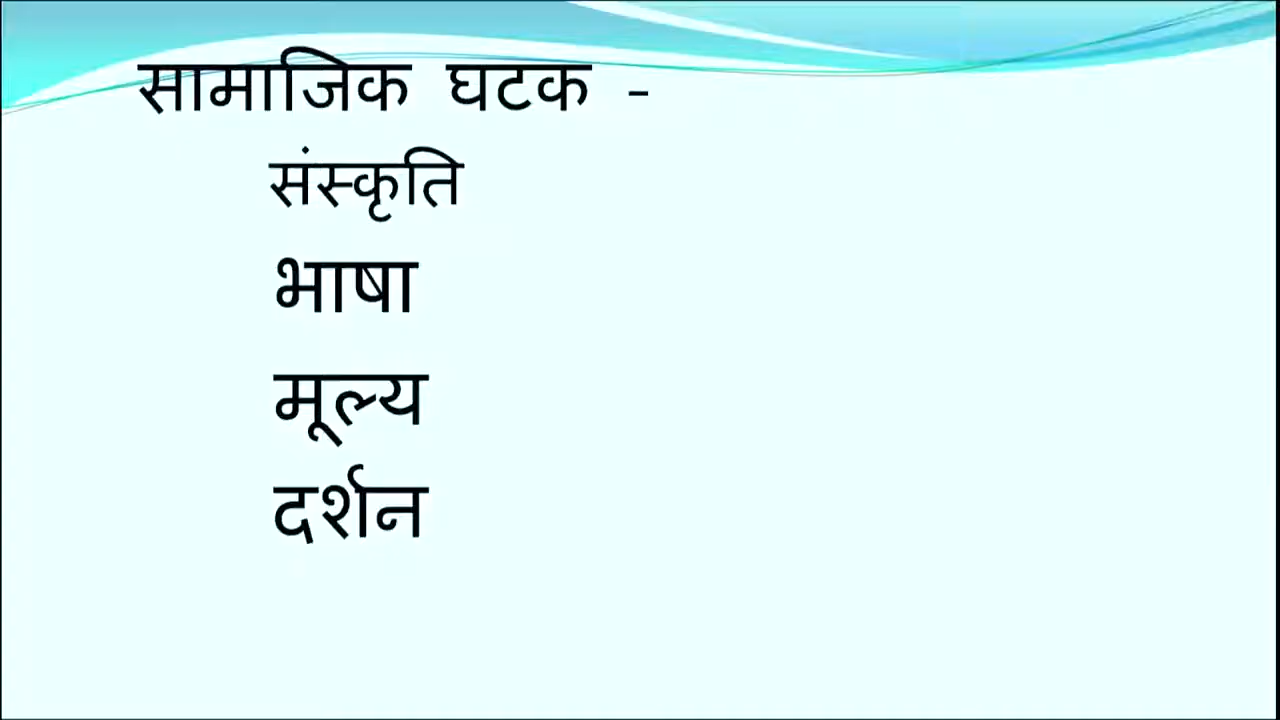 सामाजिक घटक -
संस्कृति
भाषा
मूल्य
दर्शन